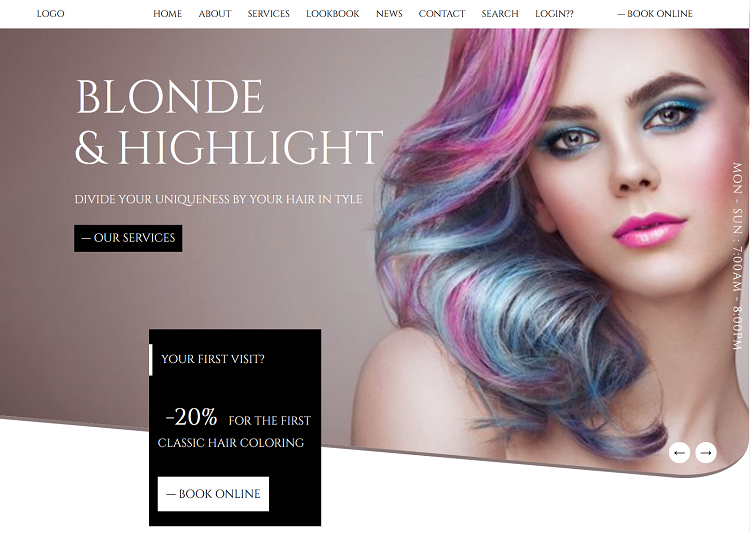 LOGO HOME ABOUT SERVICES LOOKBOOK NEWS CONTACT SEARCH LOGIN?? — BOOK ONLINE
BLONDE
& HIGHLIGHT
DIVIDE YOUR UNIQUENESS BY YOUR HAIR IN TYLE
— OUR SERVICES
MON - SUN : 7:00AM - 8:00PM
YOUR FIRST VISIT?
-20% FOR THE FIRST
CLASSIC HAIR COLORING
— BOOK ONLINE